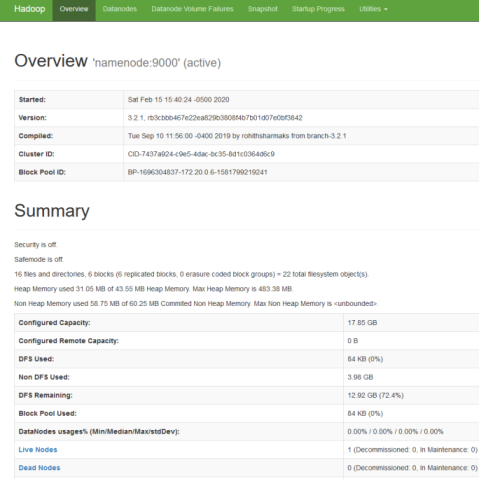 Hadoop Overview Datanodes Datanode Volume Failures Snapshot Startup Progress Utilities
Overview 'namenode:9000' (active)
Started: Sat Feb 15 15:40:24 -0500 2020
Version: 3.2.1, rb3cbbb467e22ea829b3808f4b7b01d07e0bf3842
Compiled: Tue Sep 10 11:56:00 -0400 2019 by rohithsharmaks from branch-3.2.1
Cluster ID: CID-7437a924-c9e5-4dac-bc35-8d1c0364d6c9
Block Pool ID: BP-1696304837-172.20.0.6-1581799219241
Summary
Security is off.
Safemode is off.
16 files and directories, 6 blocks (6 replicated blocks, 0 erasure coded block groups) = 22 total filesystem object(s).
Heap Memory used 31.05 MB of 43.55 MB Heap Memory. Max Heap Memory is 483.38 MB.
Non Heap Memory used 58.75 MB of 60.25 MB Commited Non Heap Memory. Max Non Heap Memory is <unbounded>.
Configured Capacity: 17.85 GB
Configured Remote Capacity: 0 B
DFS Used: 64 KB (0%)
Non DFS Used: 3.98 GB
DFS Remaining: 12.92 GB (72.4%)
Block Pool Used: 64 KB (0%)
DataNodes usages% (Min/Median/Max/stdDev): 0.00% / 0.00% / 0.00% / 0.00%
Live Nodes 1 (Decommissioned: 0, In Maintenance: 0)
Dead Nodes 0 (Decommissioned: 0, In Maintenance: 0)